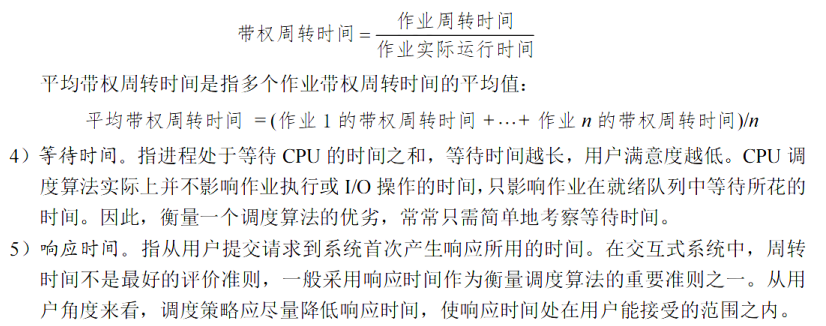 带权周转时间=作业周转时间/作业实际运行时间
平均带权周转时间是指多个作业带权周转时间的平均值：
平均带权周转时间 = (作业 1 的带权周转时间 +⋯+ 作业 n 的带权周转时间)/n
4）等待时间。指进程处于等待 CPU 的时间之和，等待时间越长，用户满意度越低。CPU 调
度算法实际上并不影响作业执行或 I/O 操作的时间，只影响作业在就绪队列中等待所花的
时间。因此，衡量一个调度算法的优劣，常常只需简单地考察等待时间。
5）响应时间。指从用户提交请求到系统首次产生响应所用的时间。在交互式系统中，周转
时间不是最好的评价准则，一般采用响应时间作为衡量调度算法的重要准则之一。从用
户角度来看，调度策略应尽量降低响应时间，使响应时间处在用户能接受的范围之内。